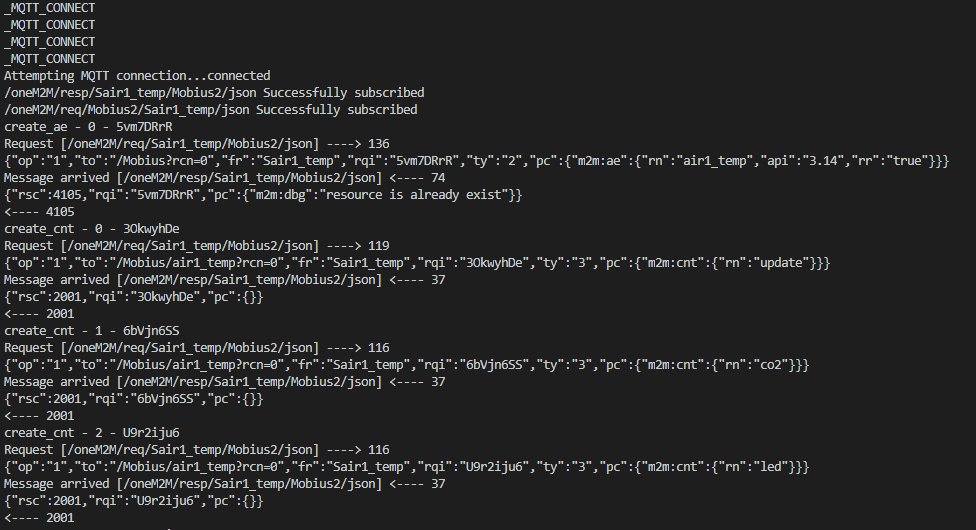 _MQTT_CONNECT
_MQTT_CONNECT
_MQTT_CONNECT
_MQTT_CONNECT
Attempting MQTT connection...connected
/oneM2M/resp/Sair1_temp/Mobius2/json Successfully subscribed
/oneM2M/req/Mobius2/Sair1_temp/json Successfully subscribed
create_ae - 0 - 5vm7DRrR
Request [/oneM2M/req/Sair1_temp/Mobius2/json] ----> 136
{"op":"1","to":"/Mobius?rcn=0","fr":"Sair1_temp","rqi":"5vm7DRrR","ty":"2","pc":{"m2m:ae":{"rn":"air1_temp","api":"3.14","rr":"true"}}}
Message arrived [/oneM2M/resp/Sair1_temp/Mobius2/json] <---- 74
{"rsc":4105,"rqi":"5vm7DRrR","pc":{"m2m:dbg":"resource is already exist"}}
<---- 4105
create_cnt - 0 - 3OkwyhDe
Request [/oneM2M/req/Sair1_temp/Mobius2/json] ----> 119
{"op":"1","to":"/Mobius/air1_temp?rcn=0","fr":"Sair1_temp","rqi":"3OkwyhDe","ty":"3","pc":{"m2m:cnt":{"rn":"update"}}}
Message arrived [/oneM2M/resp/Sair1_temp/Mobius2/json] <---- 37
{"rsc":2001,"rqi":"3OkwyhDe","pc":{}}
<---- 2001
create_cnt - 1 - 6bVjn6SS
Request [/oneM2M/req/Sair1_temp/Mobius2/json] ----> 116
{"op":"1","to":"/Mobius/air1_temp?rcn=0","fr":"Sair1_temp","rqi":"6bVjn6SS","ty":"3","pc":{"m2m:cnt":{"rn":"co2"}}}
Message arrived [/oneM2M/resp/Sair1_temp/Mobius2/json] <---- 37
{"rsc":2001,"rqi":"6bVjn6SS","pc":{}}
<---- 2001
create_cnt - 2 - U9r2iju6
Request [/oneM2M/req/Sair1_temp/Mobius2/json] ----> 116
{"op":"1","to":"/Mobius/air1_temp?rcn=0","fr":"Sair1_temp","rqi":"U9r2iju6","ty":"3","pc":{"m2m:cnt":{"rn":"led"}}}
Message arrived [/oneM2M/resp/Sair1_temp/Mobius2/json] <---- 37
{"rsc":2001,"rqi":"U9r2iju6","pc":{}}
<---- 2001